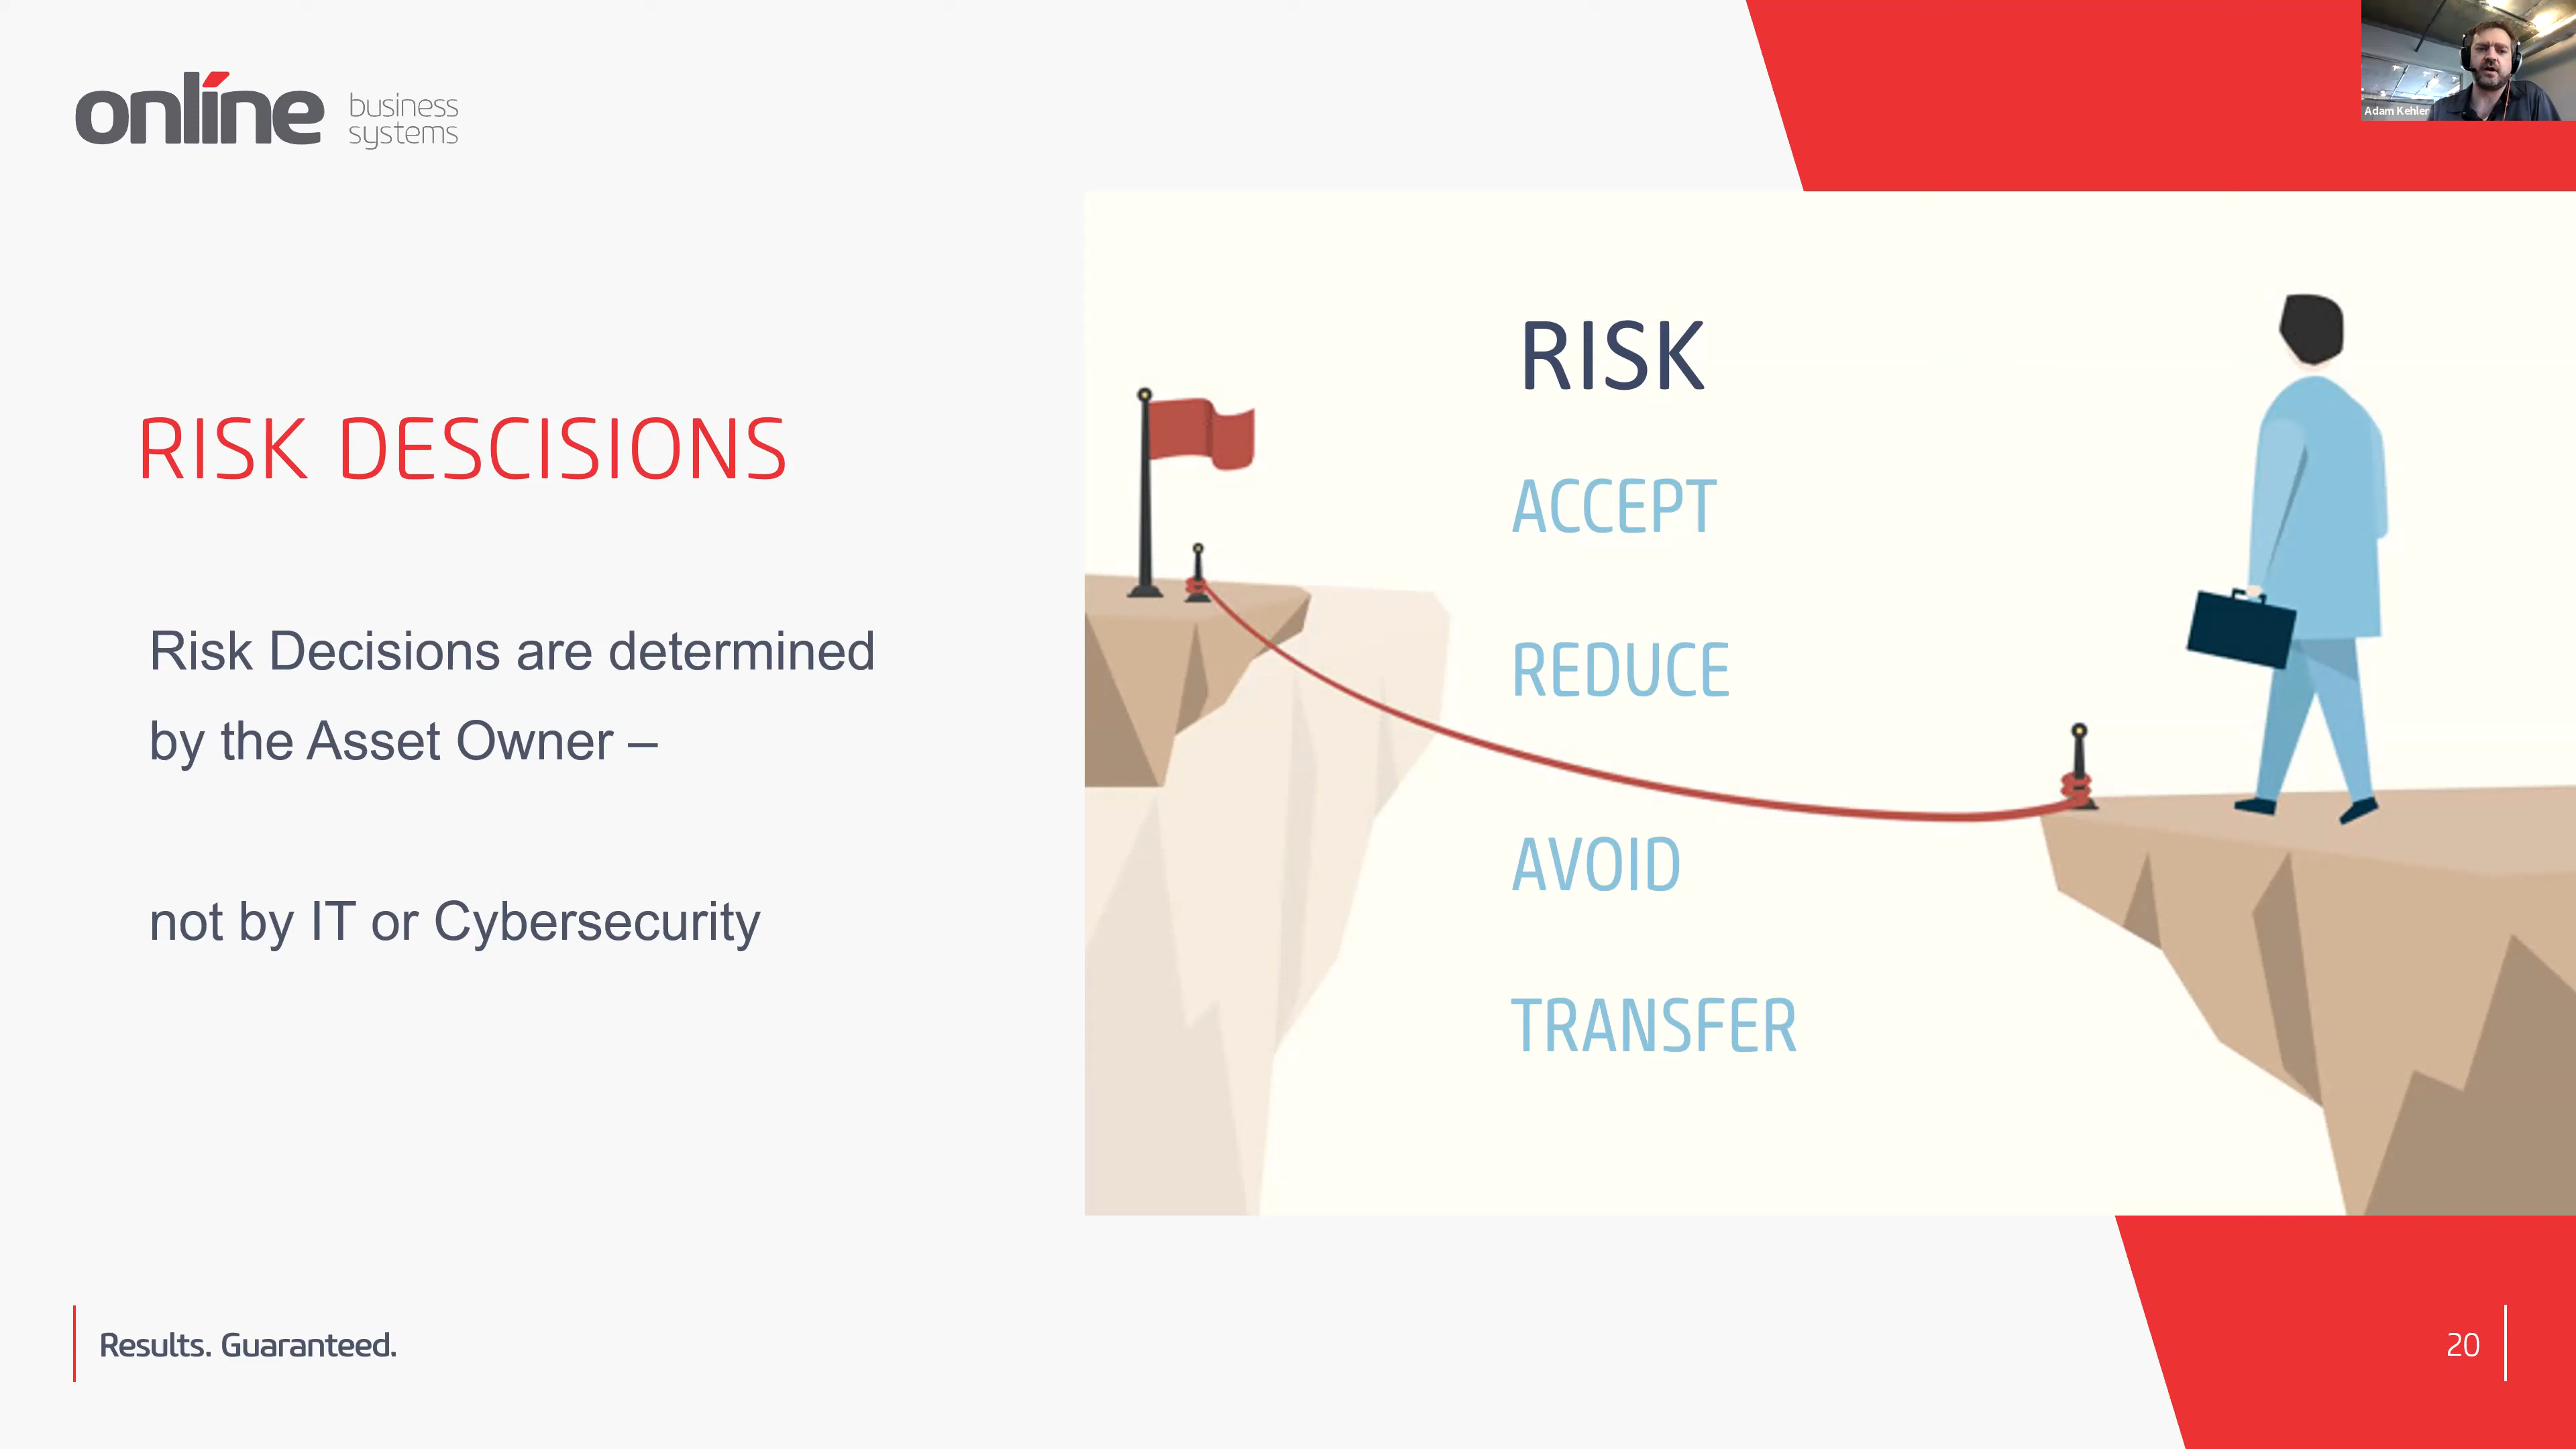 online business systems
Adam Kehler
RISK DESCISIONS
Risk Decisions are determined
by the Asset Owner –
not by IT or Cybersecurity
RISK
ACCEPT
REDUCE
AVOID
TRANSFER
Results. Guaranteed.
20